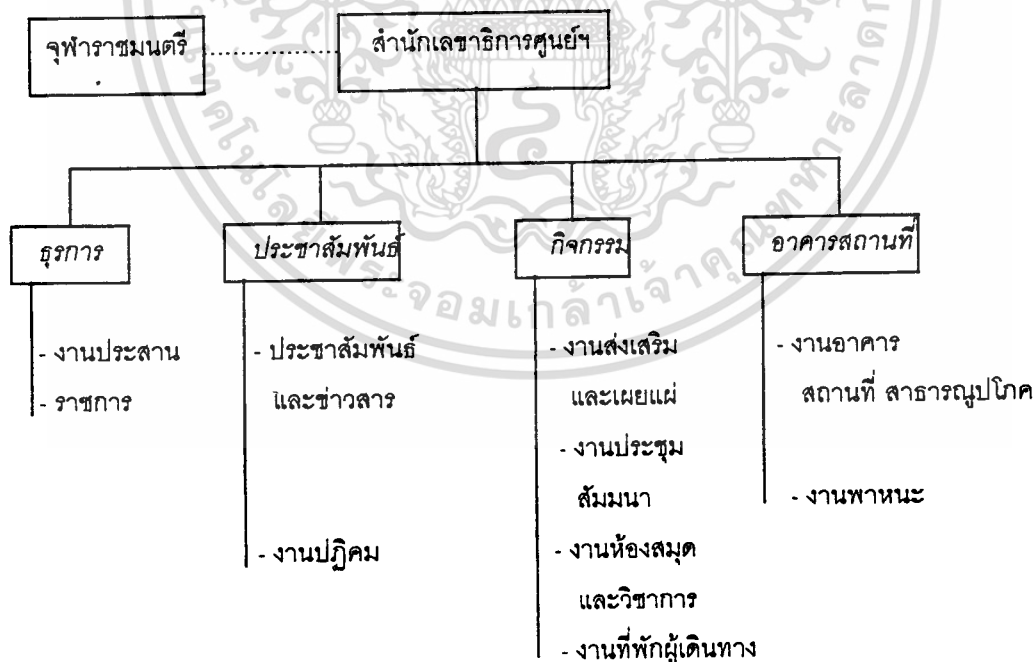 จุฬาราชมนตรี
สำนักเลขาธิการศูนย์ฯ
ธุรการ
- งานประสาน
- ราชการ
ประชาสัมพันธ์
- ประชาสัมพันธ์
และข่าวสาร
- งานปฏิคม
กิจกรรม
- งานส่งเสริม
และเผยแผ่
- งานประชุม
สัมมนา
- งานห้องสมุด
และวิชาการ
- งานที่พักผู้เดินทาง
อาคารสถานที่
- งานอาคาร
สถานที่ สาธารณูปโภค
- งานพาหนะ